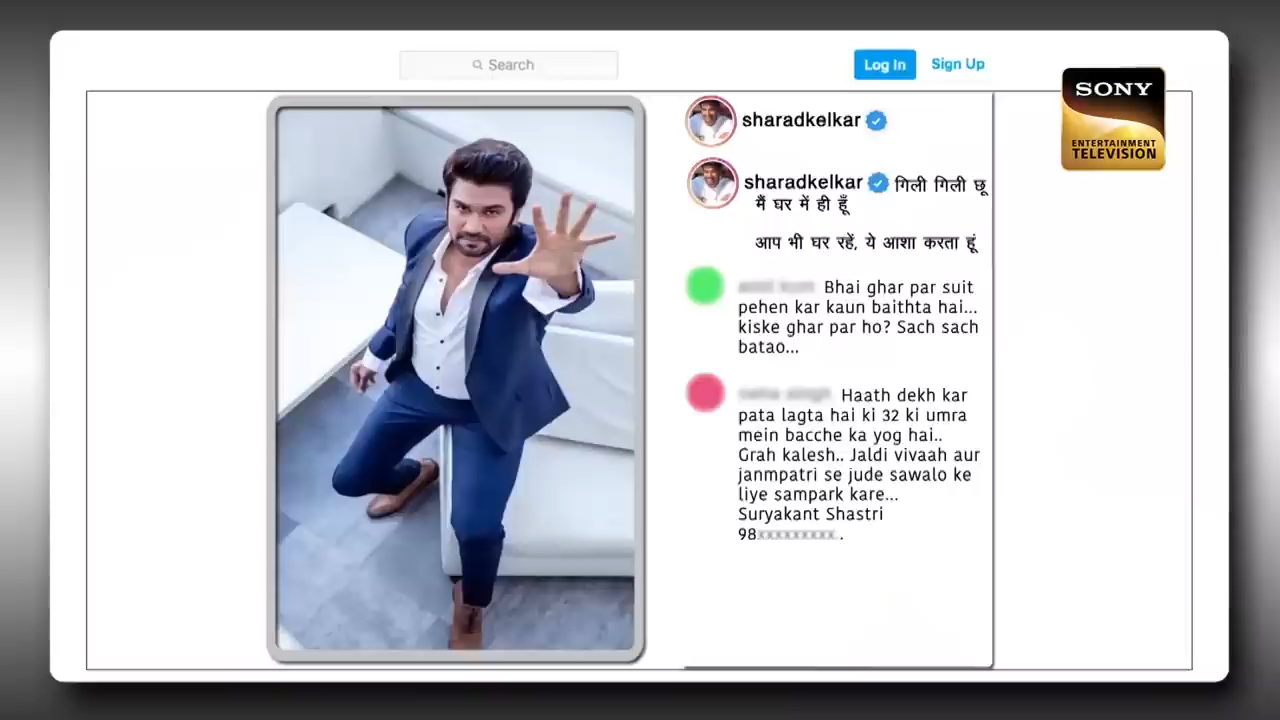 Search
Log In
Sign Up
SONY
ENTERTAINMENT
TELEVISION
sharadkelkar
sharadkelkar गिली गिली छू
मैं घर में ही हूँ
आप भी घर रहें, ये आशा करता हूं
Bhai ghar par suit
pehen kar kaun baithta hai...
kiske ghar par ho? Sach sach
batao...
Haath dekh kar
pata lagta hai ki 32 ki umra
mein bacche ka yog hai..
Grah kalesh.. Jaldi vivaah aur
janmpatri se jude sawalo ke
liye sampark kare...
Suryakant Shastri
98xxxxxxxxx.